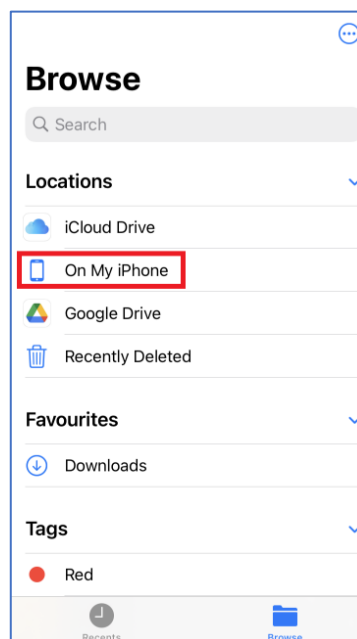 Browse
Search
Locations
iCloud Drive
On My iPhone
Google Drive
Recently Deleted
Favourites
Downloads
Tags
Red
Recents
Browse